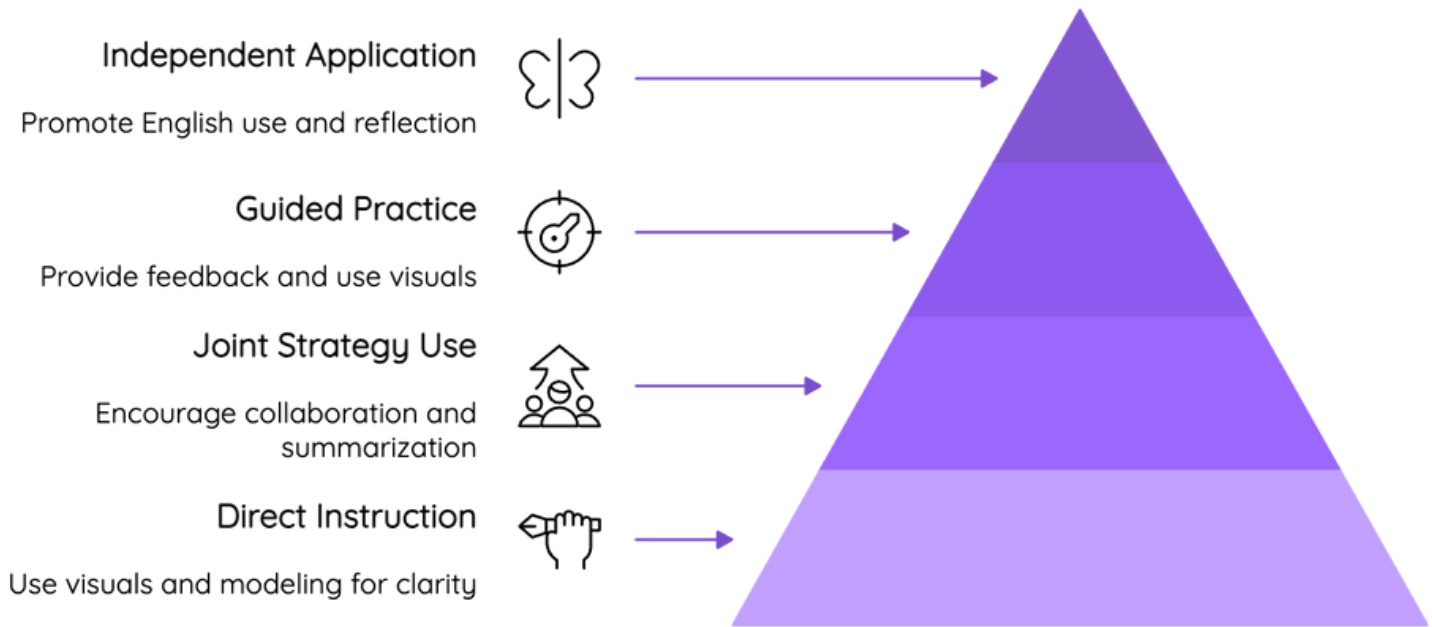 Independent Application
Promote English use and reflection
Guided Practice
Provide feedback and use visuals
Joint Strategy Use
Encourage collaboration and
summarization
Direct Instruction
Use visuals and modeling for clarity